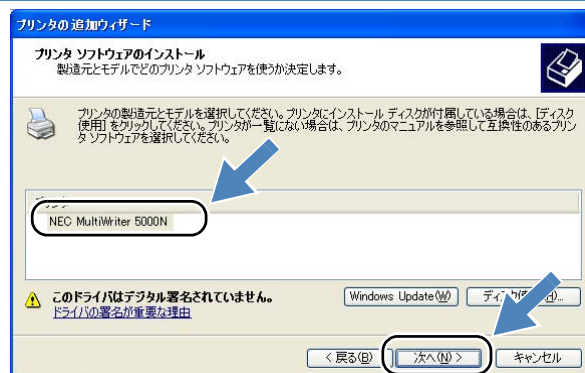 プリンタの追加ウィザード
プリンタ ソフトウェアのインストール
製造元とモデルでどのプリンタ ソフトウェアを使うか決定します。
プリンタの製造元とモデルを選択してください。プリンタにインストール ディスクが付属している場合は、[ディスク
使用] をクリックしてください。プリンタが一覧にない場合は、プリンタのマニュアルを参照して互換性のあるプリン
タ ソフトウェアを選択してください。
NEC MultiWriter 5000N
このドライバはデジタル署名されていません。
Windows Update(W)
ドライバの署名が重要な理由
< 戻る(B)
次へ(N) >
キャンセル